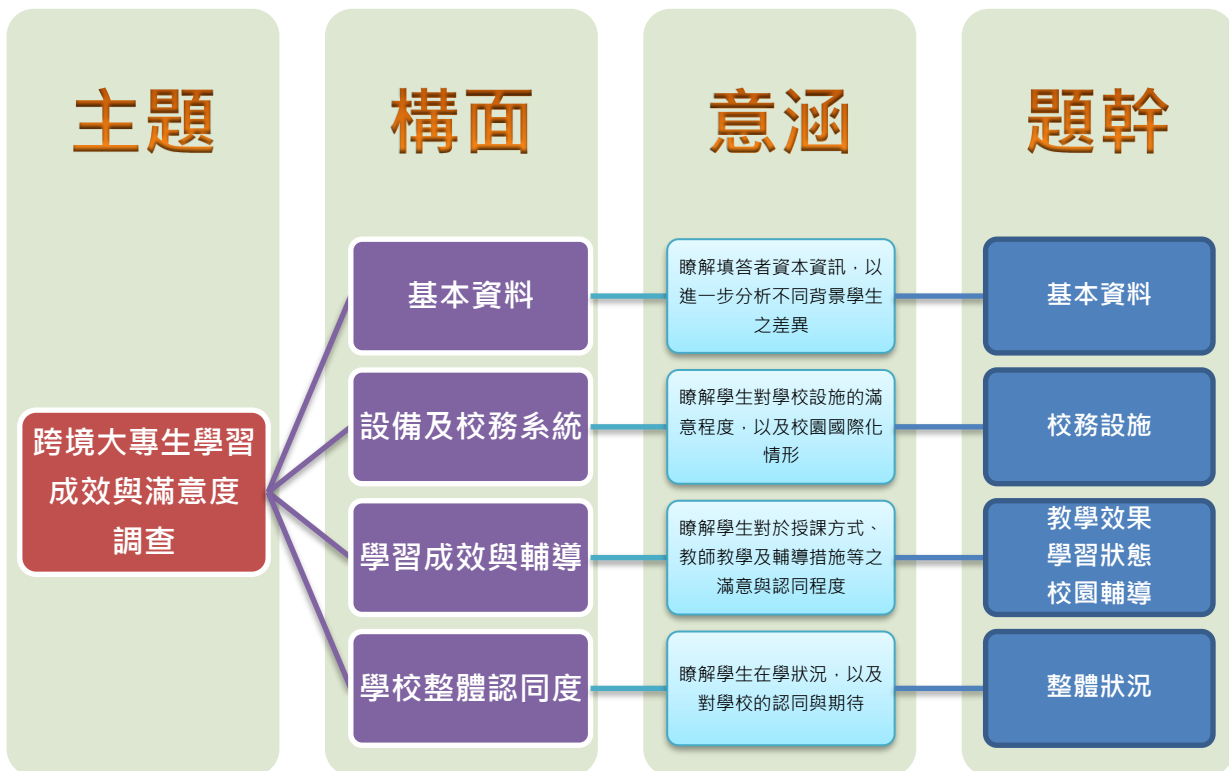 主題
構面
意涵
題幹
跨境大專生學習
成效與滿意度
調查
基本資料
瞭解填答者資本資訊，以
進一步分析不同背景學生
之差異
基本資料
設備及校務系統
瞭解學生對學校設施的滿
意程度，以及校園國際化
情形
校務設施
學習成效與輔導
瞭解學生對於授課方式、
教師教學及輔導措施等之
滿意與認同程度
教學效果
學習狀態
校園輔導
學校整體認同度
瞭解學生在學狀況，以及
對學校的認同與期待
整體狀況